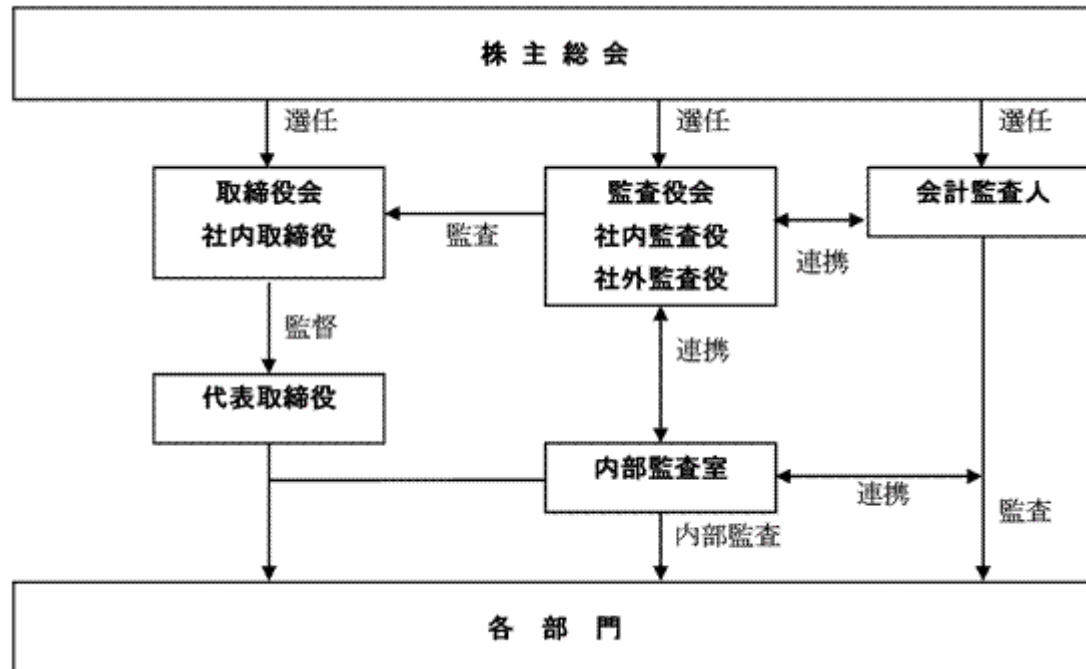 株主総会
選任
選任
選任
取締役会
社内取締役
監査
監査役会
社内監査役
社外監査役
連携
会計監査人
監督
連携
代表取締役
内部監査室
連携
監査
内部監査
各部門